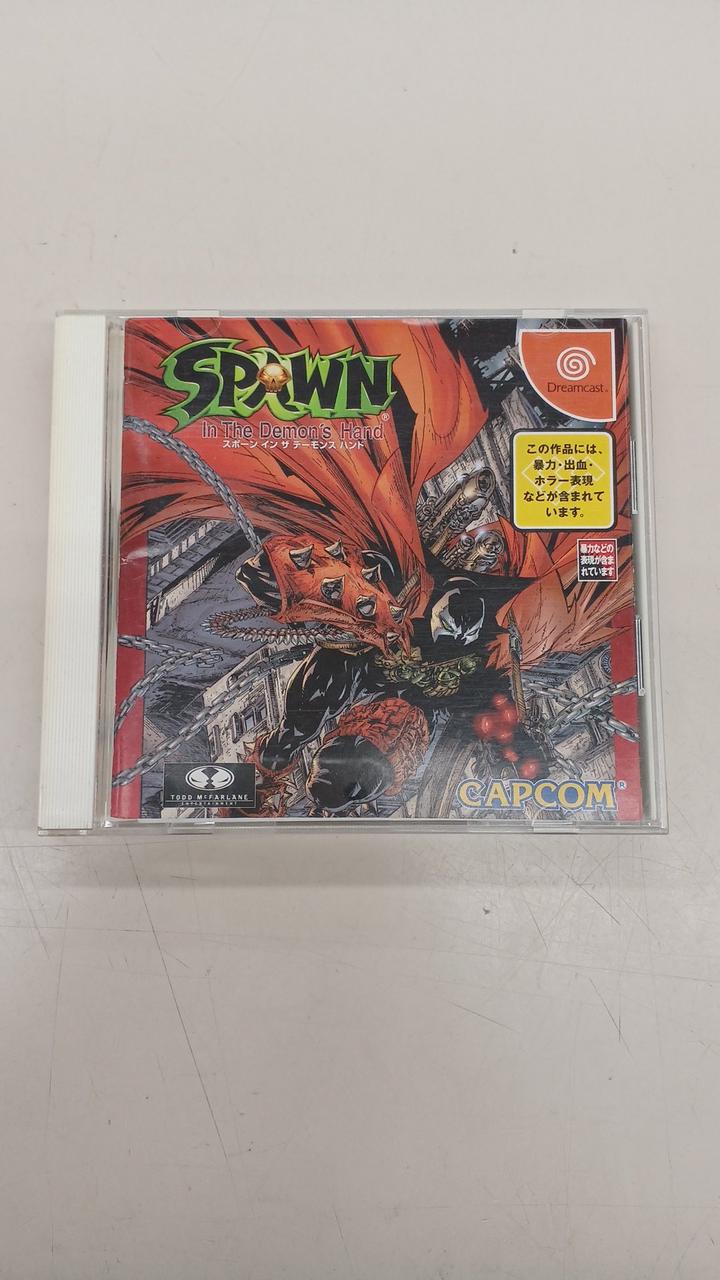 SPAWN®
In The Demon's Hand
スポーン イン ザ デーモンズ ハンド
Dreamcast®
この作品には、
暴力・出血・
ホラー表現
などが含まれて
います。
暴力などの
表現が含ま
れています
TODD McFARLANE
ENTERTAINMENT
CAPCOM®